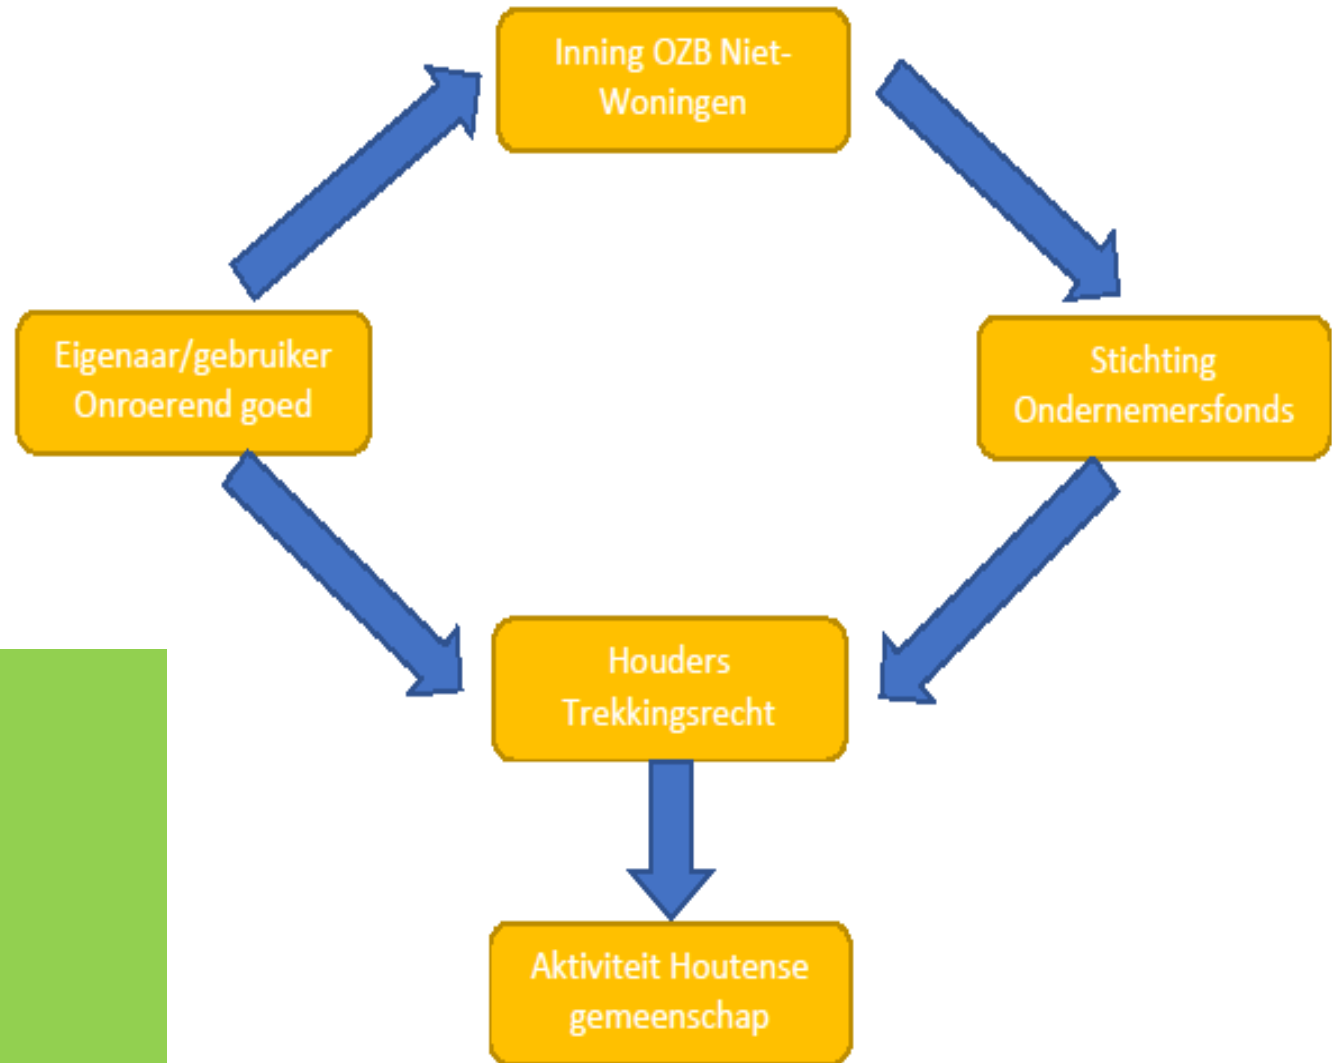 Inning OZB Niet-
Woningen
Eigenaar/gebruiker
Onroerend goed
Stichting
Ondernemersfonds
Houders
Trekkingsrecht
Aktiviteit Houtense
gemeenschap